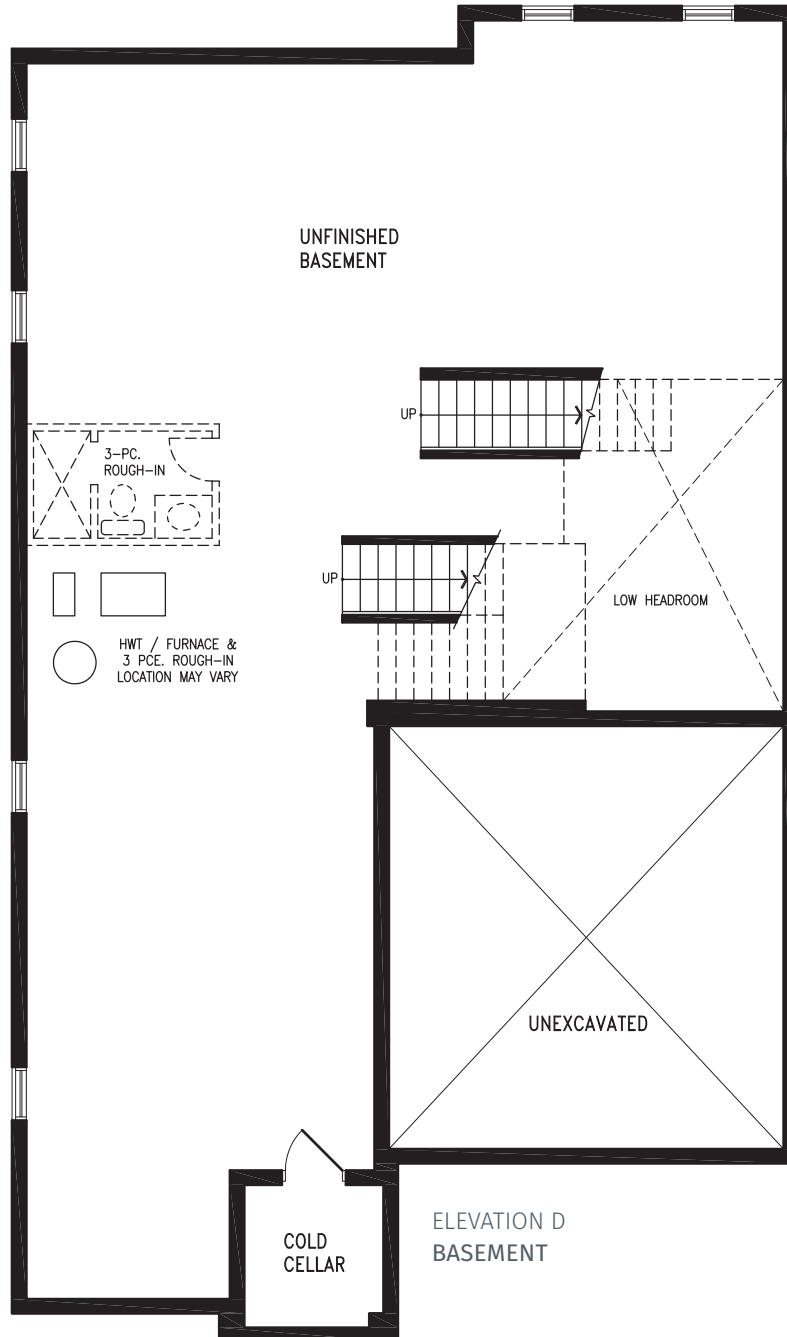 UNFINISHED
BASEMENT
UP
3-PC.
ROUGH-IN
UP
LOW HEADROOM
HWT / FURNACE &
3 PCE. ROUGH-IN
LOCATION MAY VARY
UNEXCAVATED
COLD
CELLAR
ELEVATION D
BASEMENT